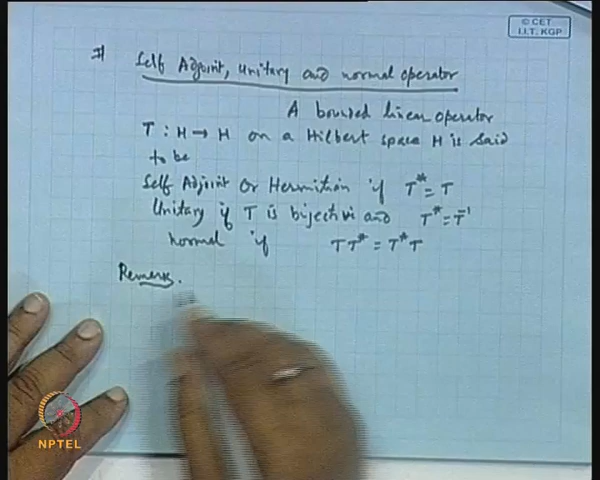 © CET
I.I.T. KGP
# Self Adjoint, Unitary and normal operator
A bounded linear operator
T : H → H on a Hilbert space H is said
to be
Self Adjoint or Hermitian if T* = T
Unitary if T is bijective and T* = T⁻¹
normal if TT* = T*T
Remarks.
NPTEL